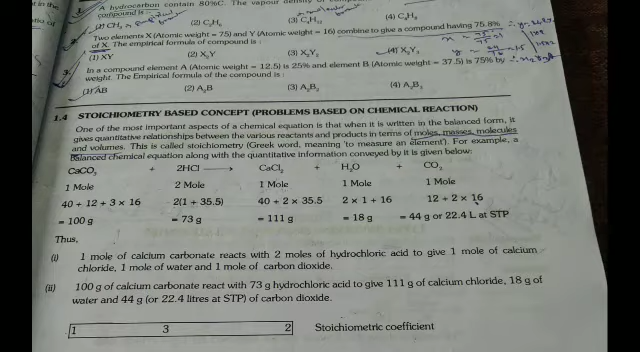 A hydrocarbon contain 80%C. The vapour density of
compound is :-
(1) CH₃ (2) C₂H₆ (3) C₄H₁₂ (4) C₄H₈
Two elements X (Atomic weight = 75) and Y (Atomic weight = 16) combine to give a compound having 75.8%
of X. The empirical formula of compound is :
(1) XY (2) X₂Y (3) X₂Y₂ (4) X₂Y₃
3. In a compound element A (Atomic weight = 12.5) is 25% and element B (Atomic weight = 37.5) is 75% by
weight. The Empirical formula of the compound is :
(1) AB (2) A₂B (3) A₂B₂ (4) A₂B₃
1.4 STOICHIOMETRY BASED CONCEPT (PROBLEMS BASED ON CHEMICAL REACTION)
One of the most important aspects of a chemical equation is that when it is written in the balanced form, it
gives quantitative relationships between the various reactants and products in terms of moles, masses, molecules
and volumes. This is called stoichiometry (Greek word, meaning 'to measure an element'). For example, a
balanced chemical equation along with the quantitative information conveyed by it is given below:
CaCO₃ + 2HCl ⟶ CaCl₂ + H₂O + CO₂
1 Mole 2 Mole 1 Mole 1 Mole 1 Mole
40 + 12 + 3 × 16 2(1 + 35.5) 40 + 2 × 35.5 2 × 1 + 16 12 + 2 × 16
= 100 g = 73 g = 111 g = 18 g = 44 g or 22.4 L at STP
Thus,
(i) 1 mole of calcium carbonate reacts with 2 moles of hydrochloric acid to give 1 mole of calcium
chloride, 1 mole of water and 1 mole of carbon dioxide.
(ii) 100 g of calcium carbonate react with 73 g hydrochloric acid to give 111 g of calcium chloride, 18 g of
water and 44 g (or 22.4 litres at STP) of carbon dioxide.
1 3 2 Stoichiometric coefficient